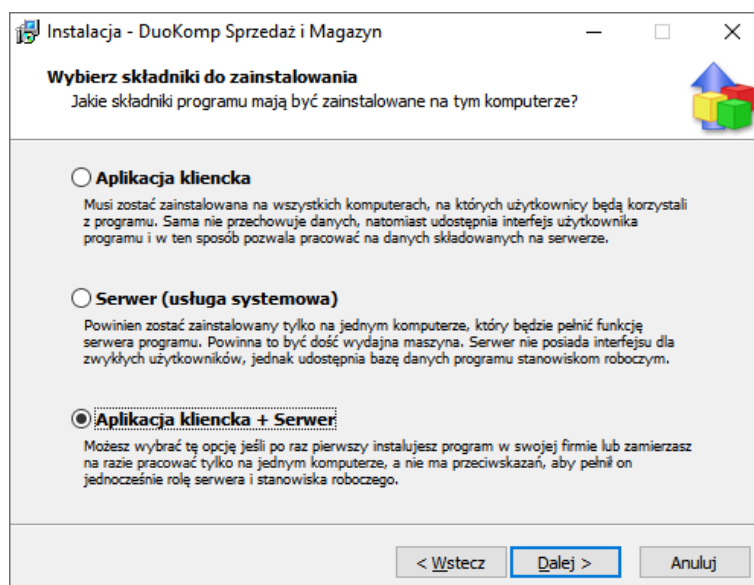 Instalacja - DuoKomp Sprzedaż i Magazyn
Wybierz składniki do zainstalowania
Jakie składniki programu mają być zainstalowane na tym komputerze?
Aplikacja kliencka
Musi zostać zainstalowana na wszystkich komputerach, na których użytkownicy będą korzystali
z programu. Sama nie przechowuje danych, natomiast udostępnia interfejs użytkownika
programu i w ten sposób pozwala pracować na danych składowanych na serwerze.
Serwer (usługa systemowa)
Powinien zostać zainstalowany tylko na jednym komputerze, który będzie pełnić funkcję
serwera programu. Powinna to być dość wydajna maszyna. Serwer nie posiada interfejsu dla
zwykłych użytkowników, jednak udostępnia bazę danych programu stanowiskom roboczym.
Aplikacja kliencka + Serwer
Możesz wybrać tę opcję jeśli po raz pierwszy instalujesz program w swojej firmie lub zamierzasz
na razie pracować tylko na jednym komputerze, a nie ma przeciwskazań, aby pełnił on
jednocześnie rolę serwera i stanowiska roboczego.
< Wstecz
Dalej >
Anuluj